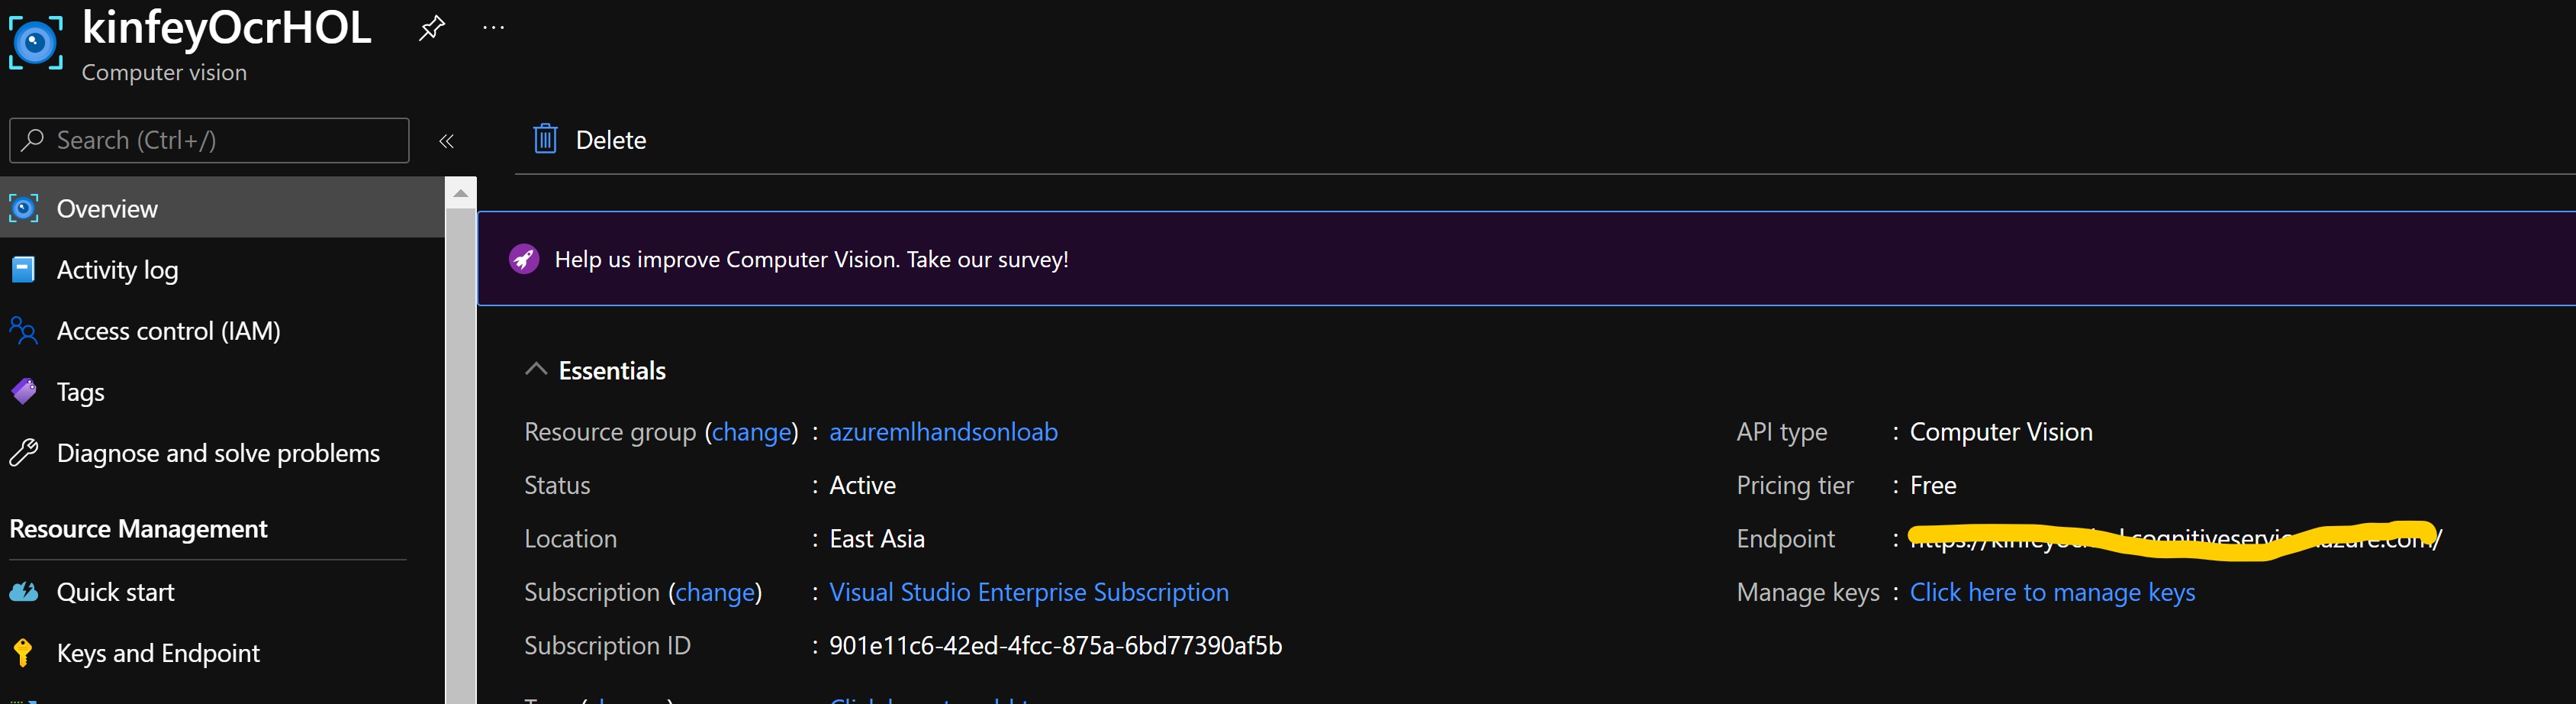 kinfeyOcrHOL
Computer vision
Search (Ctrl+/)
Overview
Activity log
Access control (IAM)
Tags
Diagnose and solve problems
Resource Management
Quick start
Keys and Endpoint
Delete
Help us improve Computer Vision. Take our survey!
Essentials
Resource group (change) : azuremlhandsonloab
Status : Active
Location : East Asia
Subscription (change) : Visual Studio Enterprise Subscription
Subscription ID : 901e11c6-42ed-4fcc-875a-6bd77390af5b
API type : Computer Vision
Pricing tier : Free
Endpoint :
Manage keys : Click here to manage keys